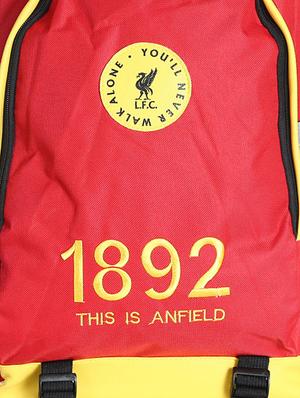 YOU'LL NEVER WALK ALONE ·
L.F.C.
1892
THIS IS ANFIELD